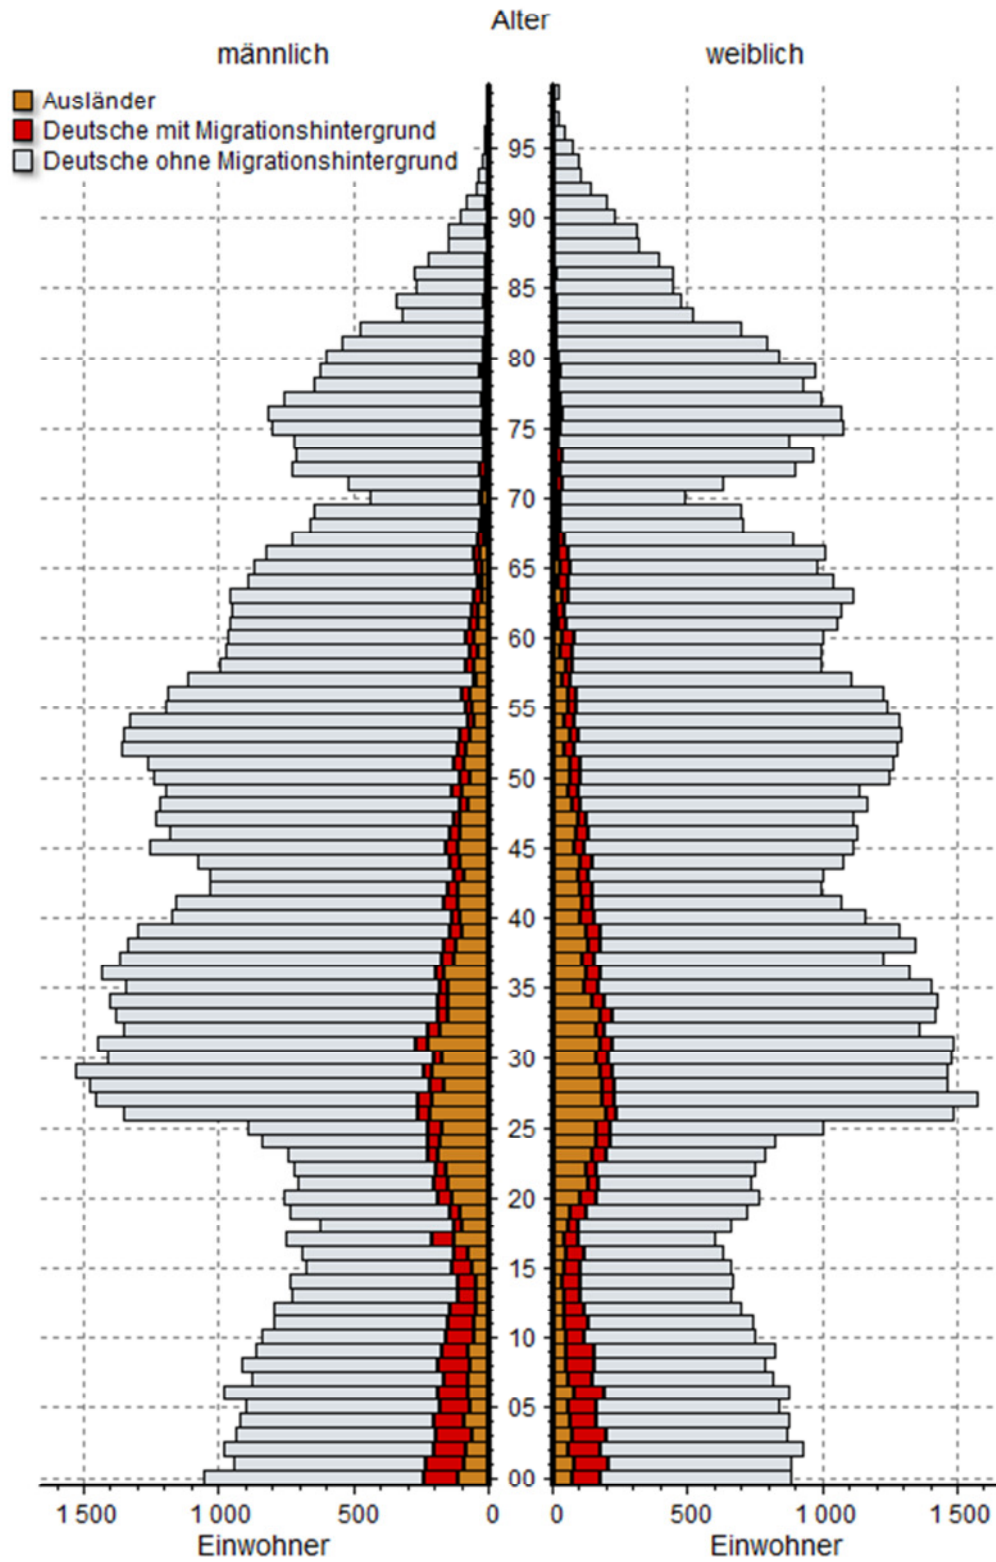 Alter
männlich
weiblich
Ausländer
Deutsche mit Migrationshintergrund
Deutsche ohne Migrationshintergrund
95
90
85
80
75
70
65
60
55
50
45
40
35
30
25
20
15
10
05
00
1 500 1 000 500 0 0 500 1 000 1 500
Einwohner Einwohner